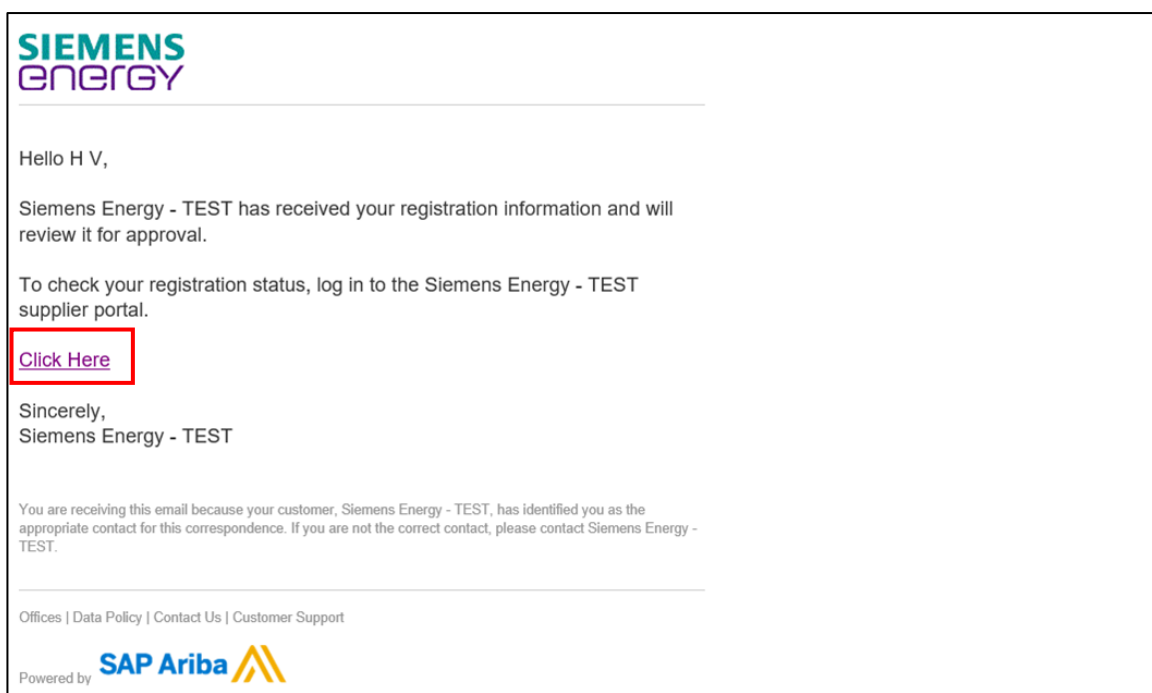 SIEMENS
energy
Hello H V,
Siemens Energy - TEST has received your registration information and will
review it for approval.
To check your registration status, log in to the Siemens Energy - TEST
supplier portal.
Click Here
Sincerely,
Siemens Energy - TEST
You are receiving this email because your customer, Siemens Energy - TEST, has identified you as the
appropriate contact for this correspondence. If you are not the correct contact, please contact Siemens Energy -
TEST.
Offices | Data Policy | Contact Us | Customer Support
Powered by SAP Ariba